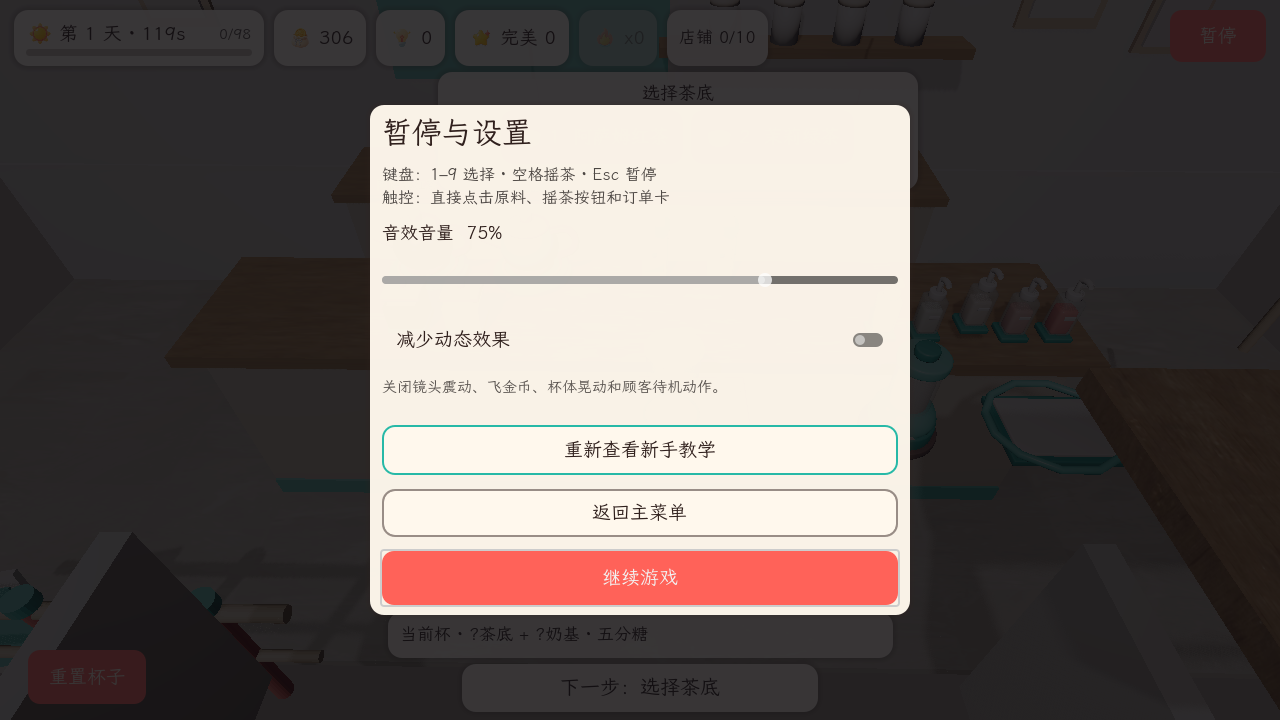 第 1 天・119s
0/98
306
0
完美 0
x0
店铺 0/10
暂停
选择茶底
暂停与设置
键盘：1–9 选择・空格摇茶・Esc 暂停
触控：直接点击原料、摇茶按钮和订单卡
音效音量 75%
减少动态效果
关闭镜头震动、飞金币、杯体晃动和顾客待机动作。
重新查看新手教学
返回主菜单
继续游戏
当前杯・?茶底 + ?奶基・五分糖
重置杯子
下一步：选择茶底